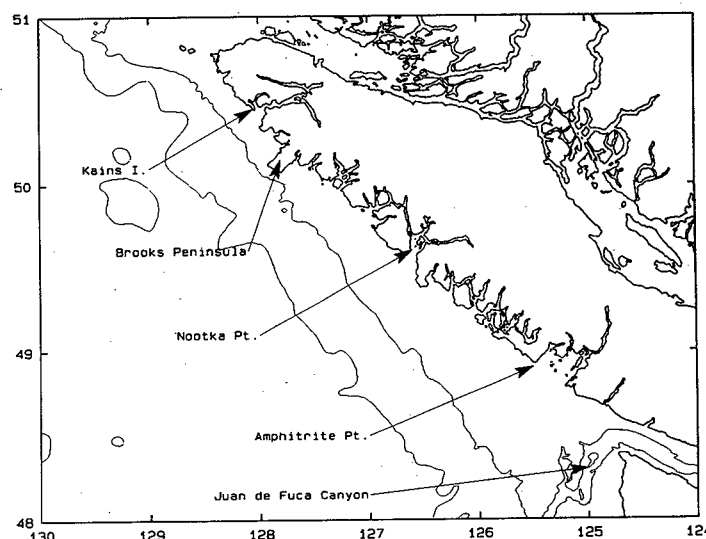 51
50
49
48
Kains I.
Brooks Peninsula
Nootka Pt.
Amphitrite Pt.
Juan de Fuca Canyon
130
129
128
127
126
125
124